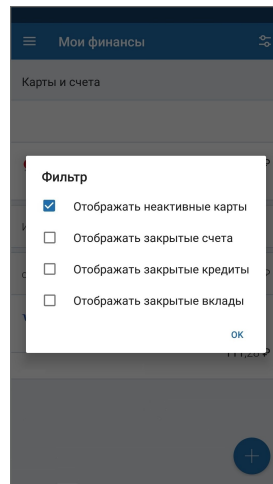 Мои финансы
Карты и счета
Фильтр
Отображать неактивные карты
Отображать закрытые счета
Отображать закрытые кредиты
Отображать закрытые вклады
ОК